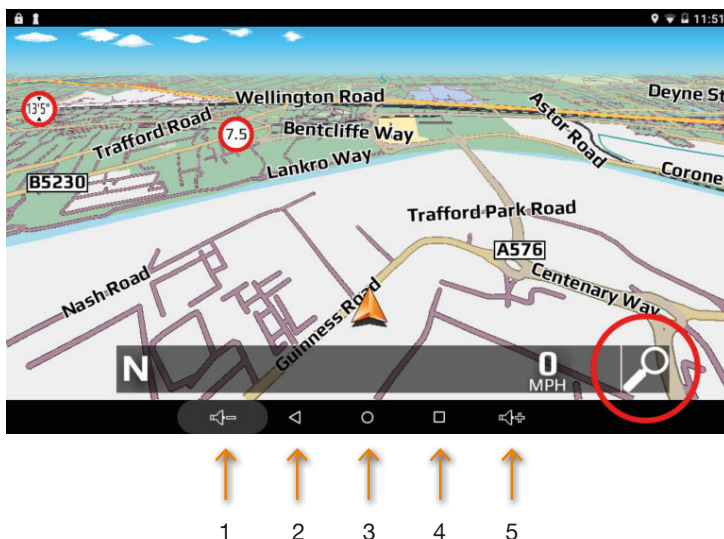 11:51
13'5"
Wellington Road
Deyne St
Trafford Road
7.5
Bentcliffe Way
Astor Road
Lankro Way
B5230
Corone
Trafford Park Road
A576
Nash Road
Centenary Way
Guinness Road
N
0
MPH
1 2 3 4 5